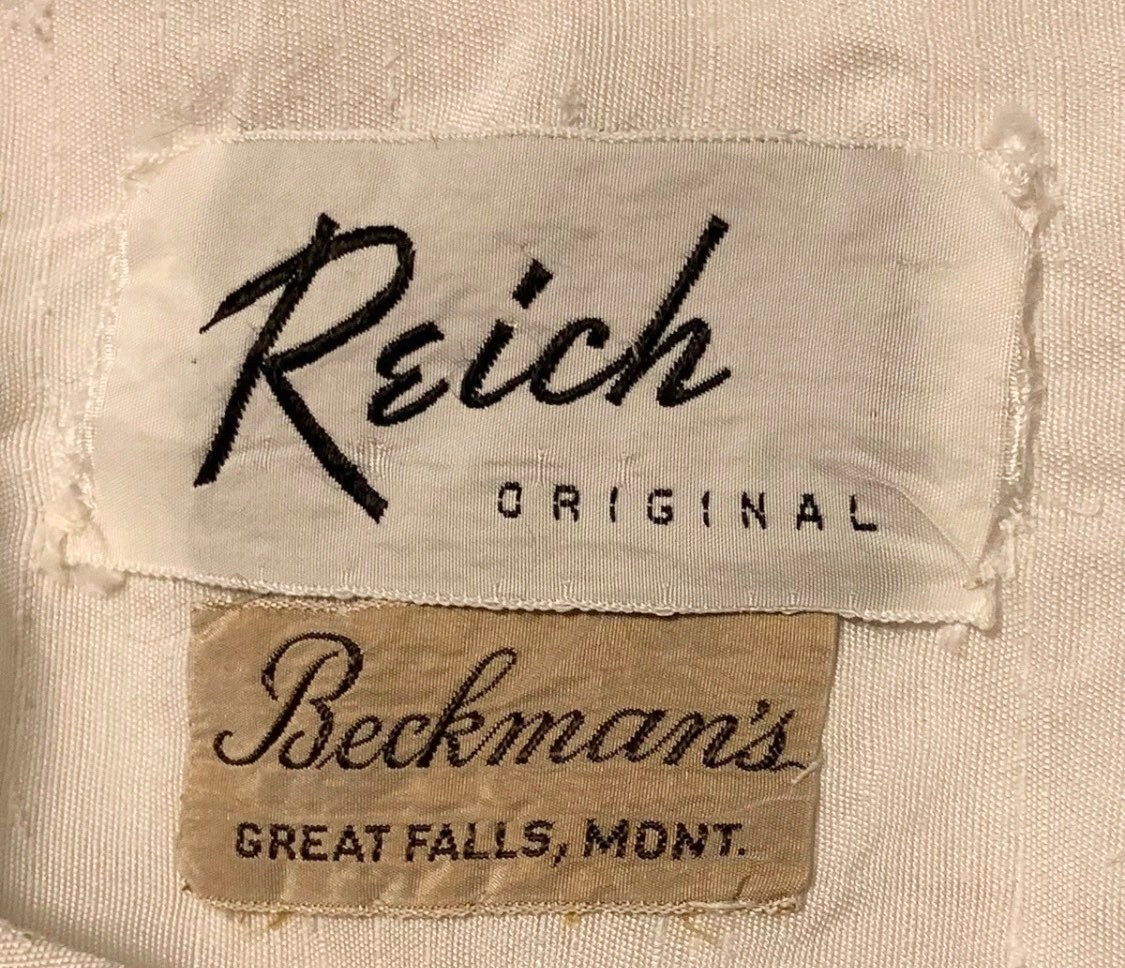 Reich
ORIGINAL
Beckman's
GREAT FALLS, MONT.